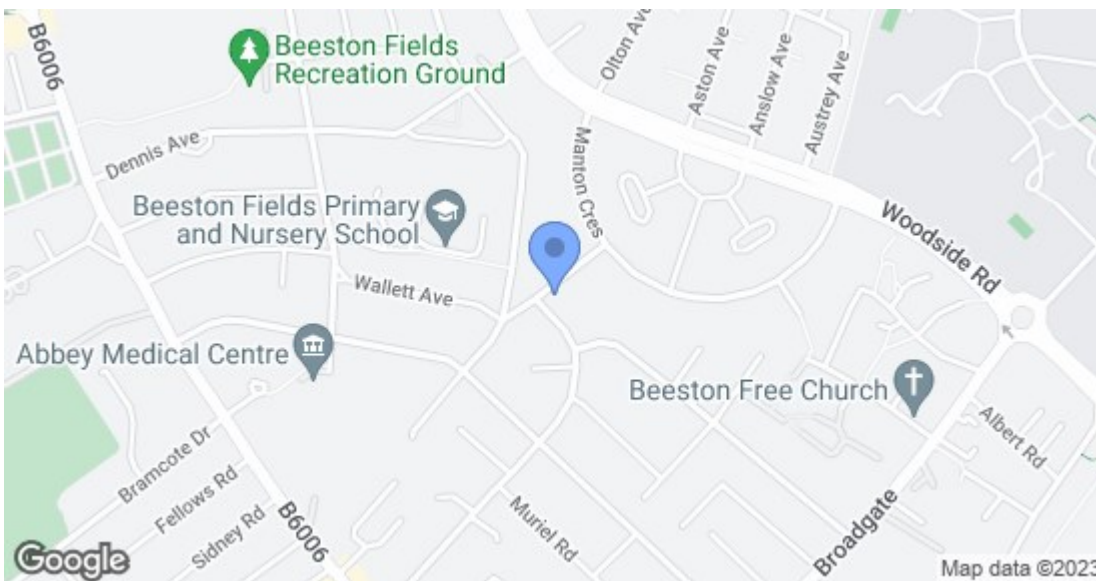 B6006
Beeston Fields
Recreation Ground
Olton Ave
Aston Ave
Anslow Ave
Austrey Ave
Dennis Ave
Manton Cres
Beeston Fields Primary
and Nursery School
Woodside Rd
Wallett Ave
Abbey Medical Centre
Beeston Free Church
Albert Rd
Bramcote Dr
Fellows Rd
Sidney Rd
B6006
Muriel Rd
Broadgate
Google
Map data ©2023